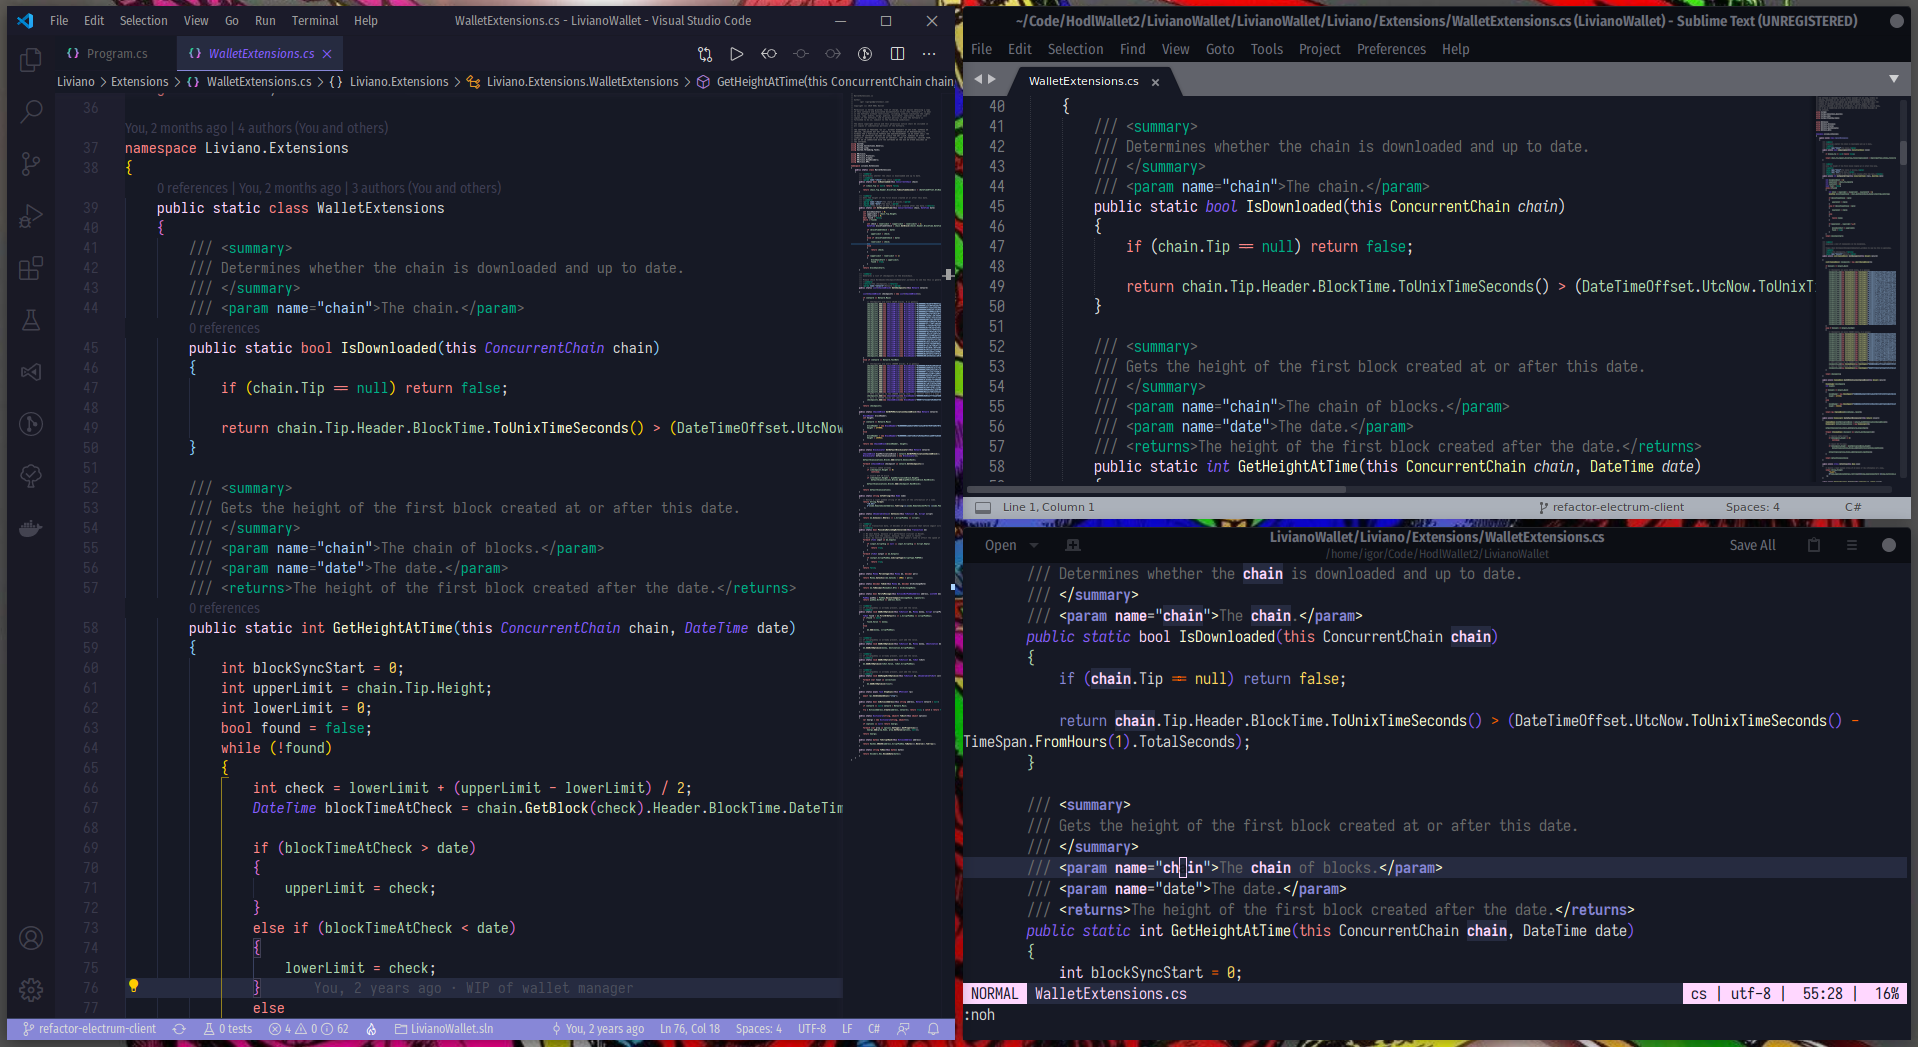 File Edit Selection View Go Run Terminal Help WalletExtensions.cs - LivianoWallet - Visual Studio Code
{} Program.cs {} WalletExtensions.cs ×
Liviano > Extensions > {} WalletExtensions.cs > {} Liviano.Extensions > Liviano.Extensions.WalletExtensions > GetHeightAtTime(this ConcurrentChain chain
36
You, 2 months ago | 4 authors (You and others)
37 namespace Liviano.Extensions
38 {
0 references | You, 2 months ago | 3 authors (You and others)
39 public static class WalletExtensions
40 {
41 /// <summary>
42 /// Determines whether the chain is downloaded and up to date.
43 /// </summary>
44 /// <param name="chain">The chain.</param>
0 references
45 public static bool IsDownloaded(this ConcurrentChain chain)
46 {
47 if (chain.Tip == null) return false;
48
49 return chain.Tip.Header.BlockTime.ToUnixTimeSeconds() > (DateTimeOffset.UtcNow
50 }
51
52 /// <summary>
53 /// Gets the height of the first block created at or after this date.
54 /// </summary>
55 /// <param name="chain">The chain of blocks.</param>
56 /// <param name="date">The date.</param>
57 /// <returns>The height of the first block created after the date.</returns>
0 references
58 public static int GetHeightAtTime(this ConcurrentChain chain, DateTime date)
59 {
60 int blockSyncStart = 0;
61 int upperLimit = chain.Tip.Height;
62 int lowerLimit = 0;
63 bool found = false;
64 while (!found)
65 {
66 int check = lowerLimit + (upperLimit - lowerLimit) / 2;
67 DateTime blockTimeAtCheck = chain.GetBlock(check).Header.BlockTime.DateTim
68
69 if (blockTimeAtCheck > date)
70 {
71 upperLimit = check;
72 }
73 else if (blockTimeAtCheck < date)
74 {
75 lowerLimit = check;
76 } You, 2 years ago · WIP of wallet manager
77 else
refactor-electrum-client 0 tests 4 0 62 LivianoWallet.sln You, 2 years ago Ln 76, Col 18 Spaces: 4 UTF-8 LF C#
~/Code/HodlWallet2/LivianoWallet/LivianoWallet/Liviano/Extensions/WalletExtensions.cs (LivianoWallet) - Sublime Text (UNREGISTERED)
File Edit Selection Find View Goto Tools Project Preferences Help
WalletExtensions.cs ×
40 {
41 /// <summary>
42 /// Determines whether the chain is downloaded and up to date.
43 /// </summary>
44 /// <param name="chain">The chain.</param>
45 public static bool IsDownloaded(this ConcurrentChain chain)
46 {
47 if (chain.Tip == null) return false;
48
49 return chain.Tip.Header.BlockTime.ToUnixTimeSeconds() > (DateTimeOffset.UtcNow.ToUnixT
50 }
51
52 /// <summary>
53 /// Gets the height of the first block created at or after this date.
54 /// </summary>
55 /// <param name="chain">The chain of blocks.</param>
56 /// <param name="date">The date.</param>
57 /// <returns>The height of the first block created after the date.</returns>
58 public static int GetHeightAtTime(this ConcurrentChain chain, DateTime date)
Line 1, Column 1 refactor-electrum-client Spaces: 4 C#
Open LivianoWallet/Liviano/Extensions/WalletExtensions.cs Save All
/home/igor/Code/HodlWallet2/LivianoWallet
/// Determines whether the chain is downloaded and up to date.
/// </summary>
/// <param name="chain">The chain.</param>
public static bool IsDownloaded(this ConcurrentChain chain)
{
if (chain.Tip == null) return false;
return chain.Tip.Header.BlockTime.ToUnixTimeSeconds() > (DateTimeOffset.UtcNow.ToUnixTimeSeconds() -
TimeSpan.FromHours(1).TotalSeconds);
}
/// <summary>
/// Gets the height of the first block created at or after this date.
/// </summary>
/// <param name="chain">The chain of blocks.</param>
/// <param name="date">The date.</param>
/// <returns>The height of the first block created after the date.</returns>
public static int GetHeightAtTime(this ConcurrentChain chain, DateTime date)
{
int blockSyncStart = 0;
NORMAL WalletExtensions.cs cs | utf-8 | 55:28 | 16%
:noh